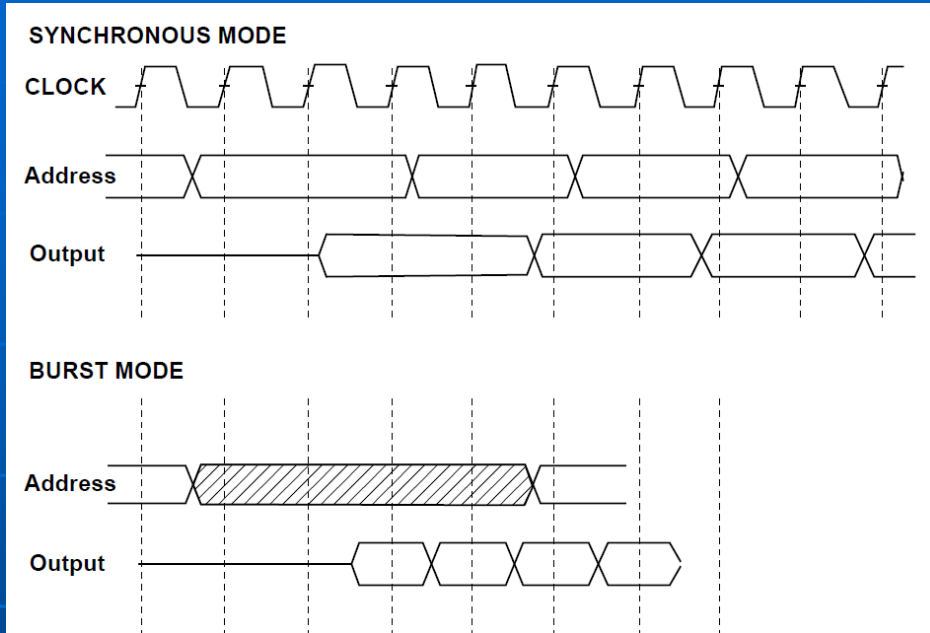 SYNCHRONOUS MODE
CLOCK
Address
Output
BURST MODE
Address
Output